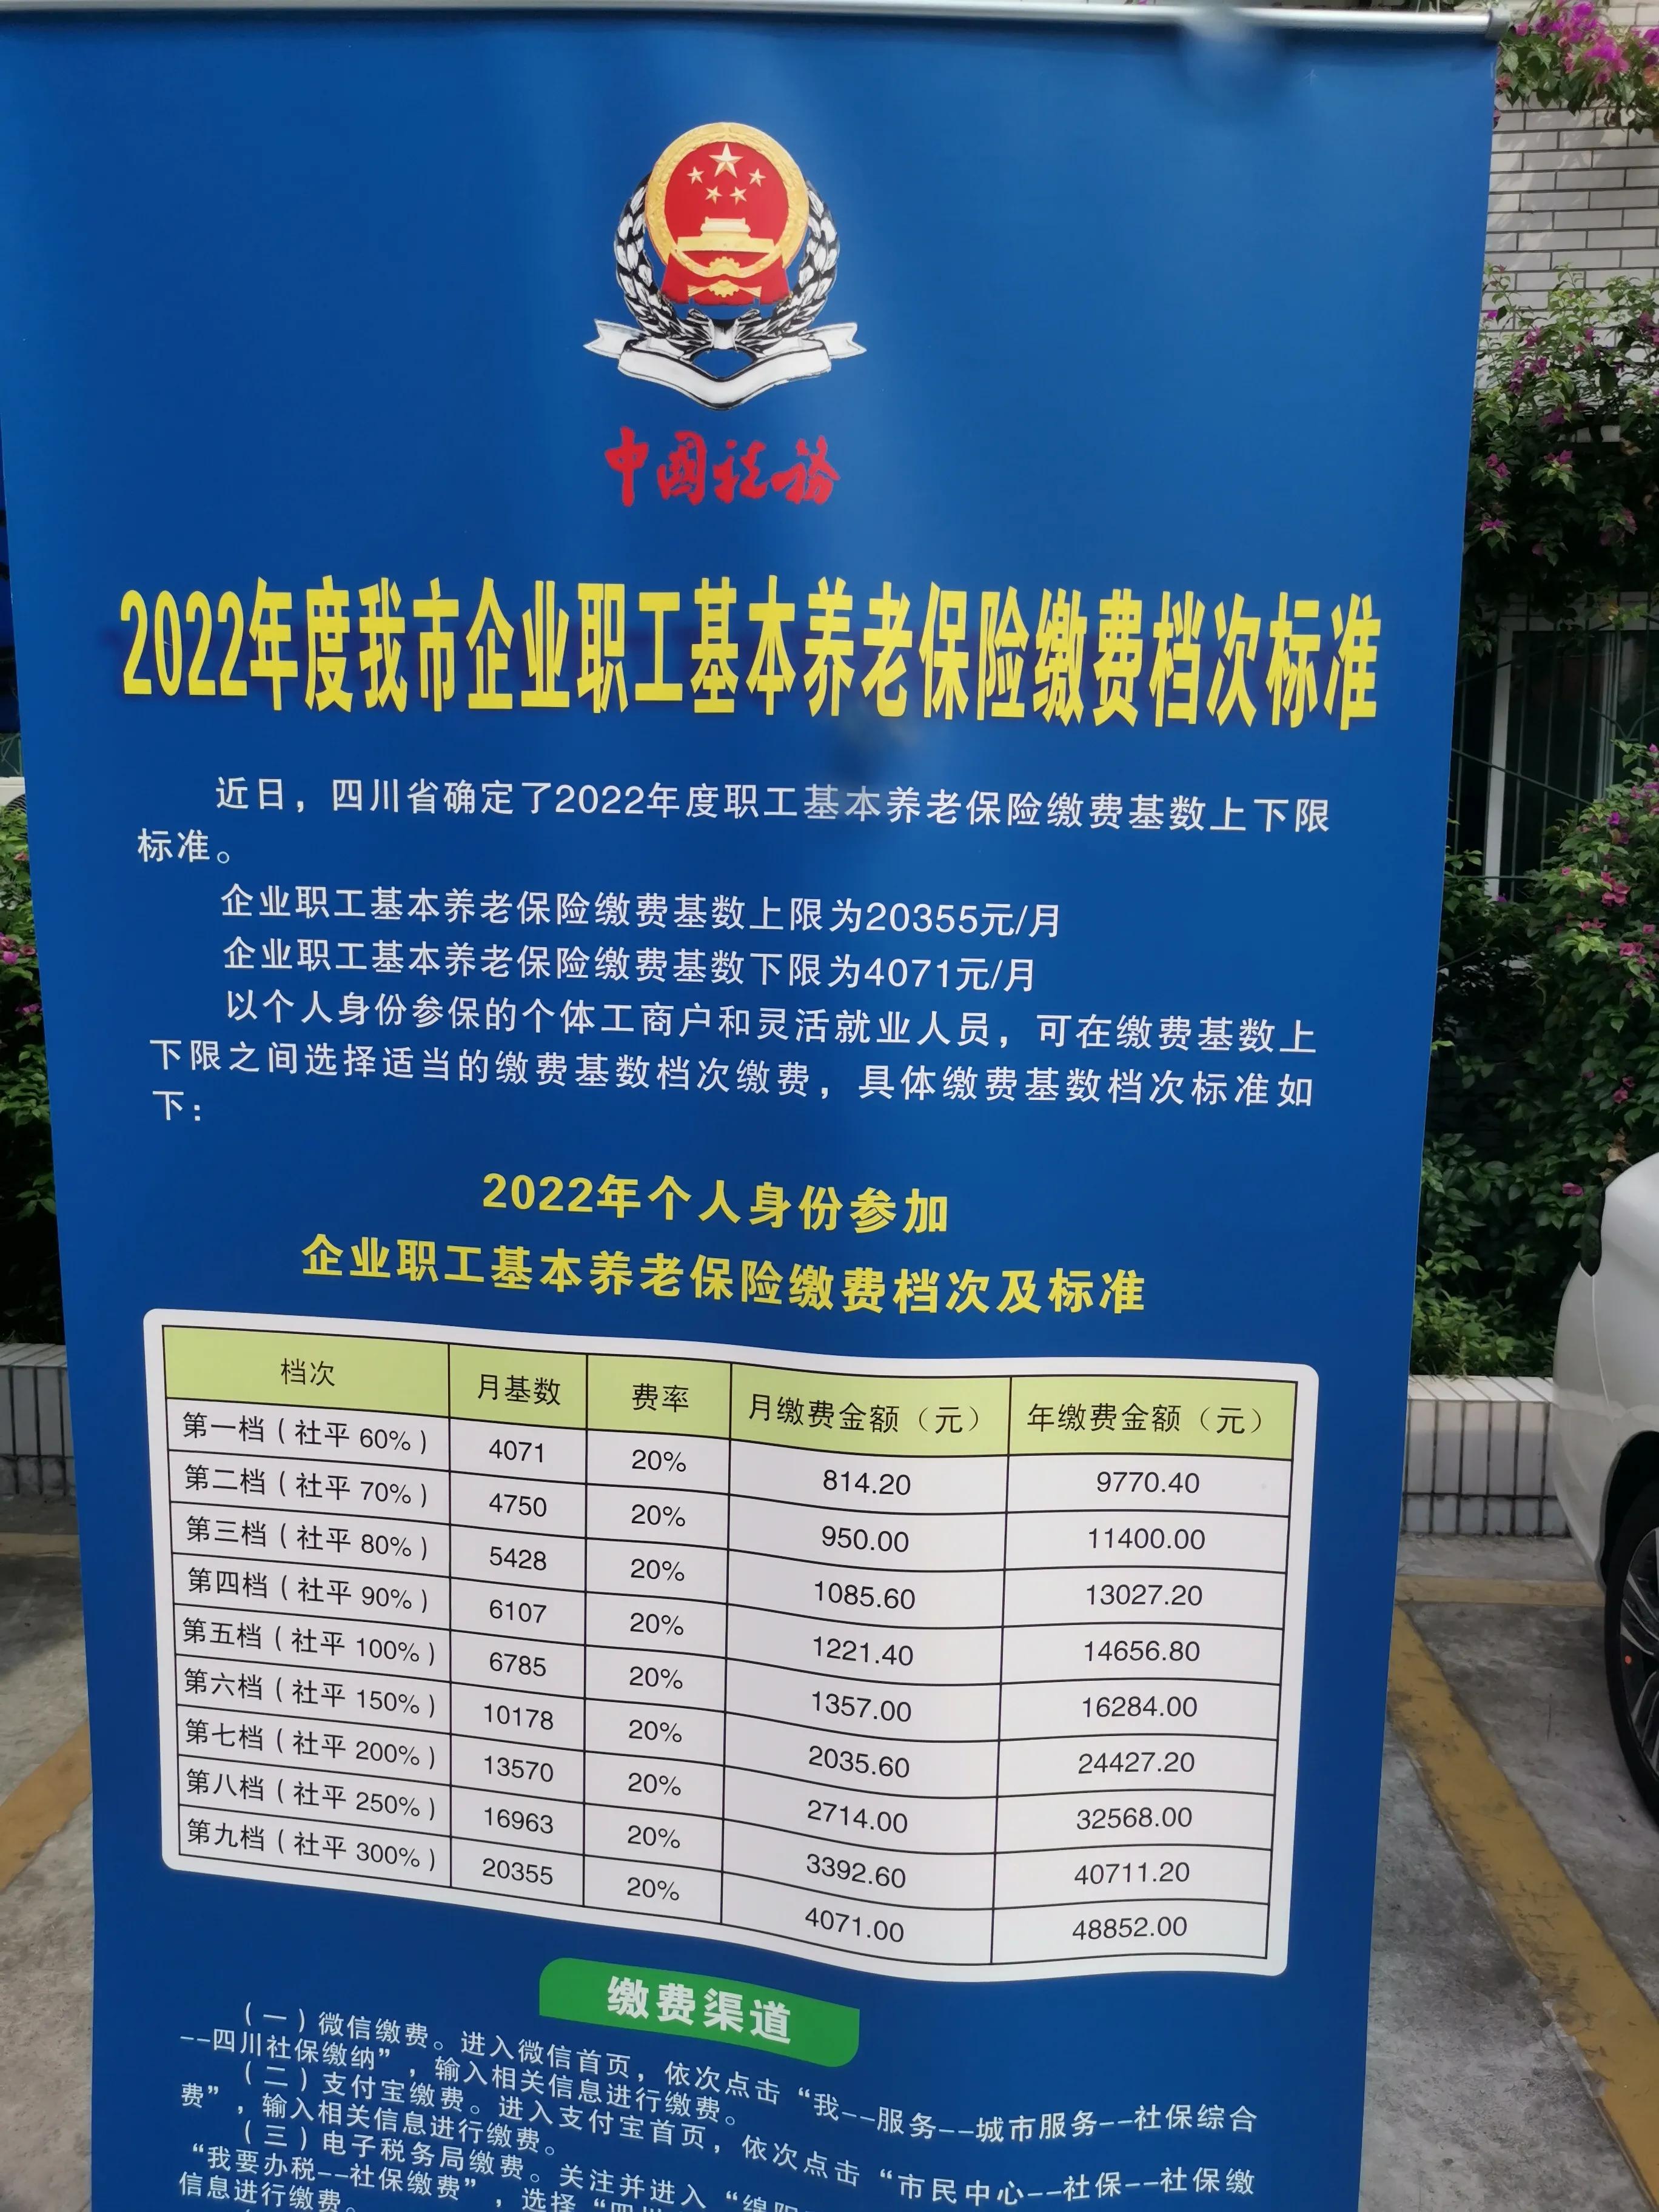 中国税務
2022年度我市企业职工基本养老保险缴费档次标准
近日，四川省确定了2022年度职工基本养老保险缴费基数上下限
标准。
企业职工基本养老保险缴费基数上限为20355元/月
企业职工基本养老保险缴费基数下限为4071元/月
以个人身份参保的个体工商户和灵活就业人员，可在缴费基数上
下限之间选择适当的缴费基数档次缴费，具体缴费基数档次标准如
下：
2022年个人身份参加
企业职工基本养老保险缴费档次及标准
档次 月基数 费率 月缴费金额（元） 年缴费金额（元）
第一档（社平 60%） 4071 20% 814.20 9770.40
第二档（社平 70%） 4750 20% 950.00 11400.00
第三档（社平 80%） 5428 20% 1085.60 13027.20
第四档（社平 90%） 6107 20% 1221.40 14656.80
第五档（社平 100%） 6785 20% 1357.00 16284.00
第六档（社平 150%） 10178 20% 2035.60 24427.20
第七档（社平 200%） 13570 20% 2714.00 32568.00
第八档（社平 250%） 16963 20% 3392.60 40711.20
第九档（社平 300%） 20355 20% 4071.00 48852.00
缴费渠道
（一）微信缴费。进入微信首页，依次点击“我--服务--城市服务--社保综合
--四川社保缴纳”，输入相关信息进行缴费。
（二）支付宝缴费。进入支付宝首页，依次点击“市民中心--社保--社保缴
费”，输入相关信息进行缴费。
（三）电子税务局缴费。关注并进入“绵阳
“我要办税--社保缴费”，选择“四川
信息进行缴费。